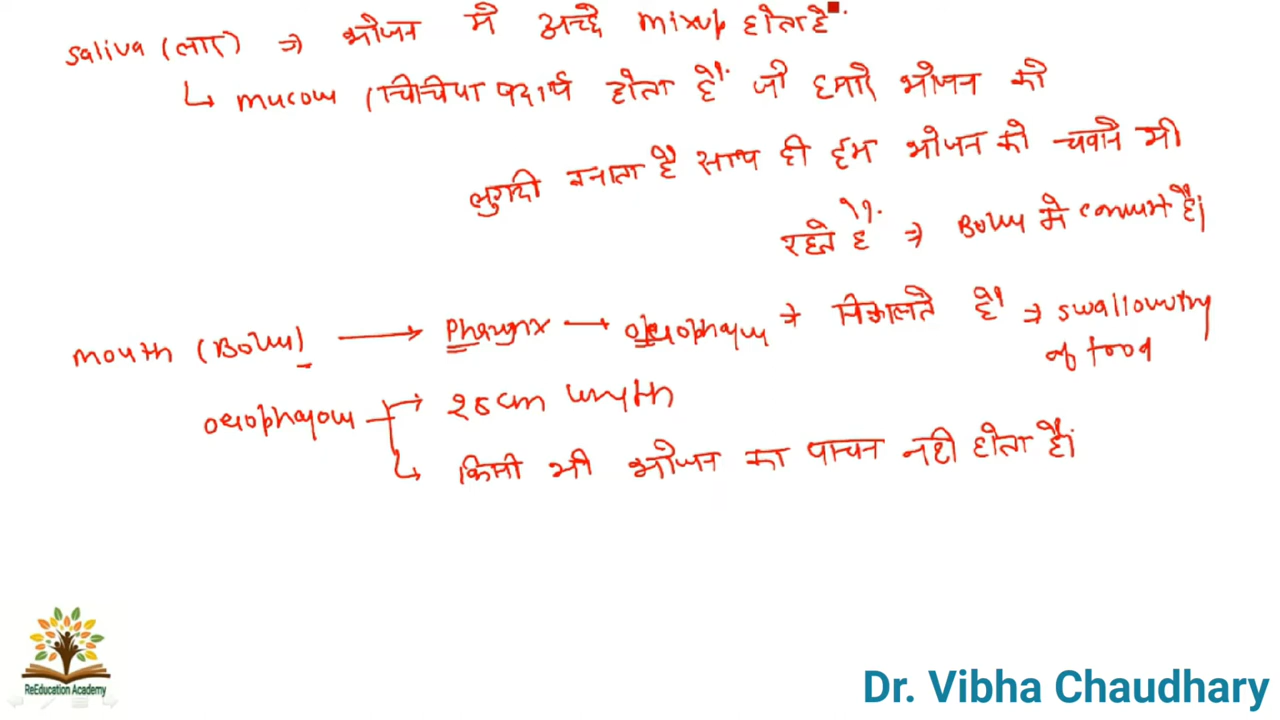 saliva (लार) ⇒ भोजन मे अच्छे mixup होता है.
↳ mucous (चिपचिपा पदार्थ होता है जो हमारे भोजन को
लुगदी बनाता है साथ ही हम भोजन को चबाते भी
रहते है ⇒ Bolus मे convert है।
mouth (Bolus) → Pharynx → oesophagus ⇒ निकालते है ⇒ swallowing
of food
oesophagous → 25cm length
↳ किसी भी भोजन का पाचन नही होता है।
ReEducation Academy
Dr. Vibha Chaudhary